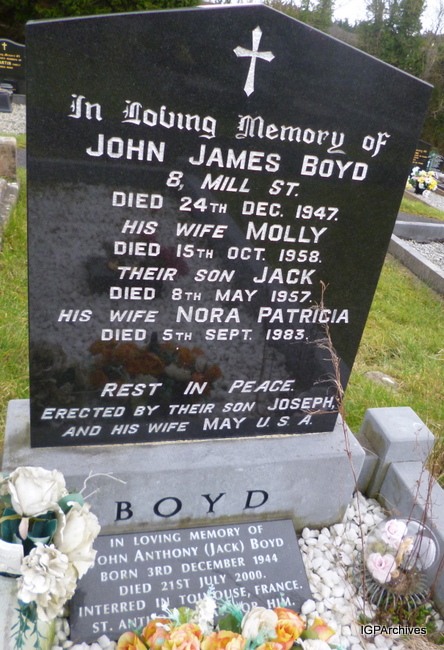 In Loving Memory of
JOHN JAMES BOYD
8, MILL ST.
DIED 24TH DEC. 1947.
HIS WIFE MOLLY
DIED 15TH OCT. 1958.
THEIR SON JACK
DIED 8TH MAY 1957.
HIS WIFE NORA PATRICIA
DIED 5TH SEPT. 1983.
REST IN PEACE.
ERECTED BY THEIR SON JOSEPH,
AND HIS WIFE MAY U.S.A.
BOYD
IN LOVING MEMORY OF
JOHN ANTHONY (JACK) BOYD
BORN 3RD DECEMBER 1944
DIED 21ST JULY 2000.
INTERRED IN TOULOUSE, FRANCE.
ST. FOR HIM
IGPArchives